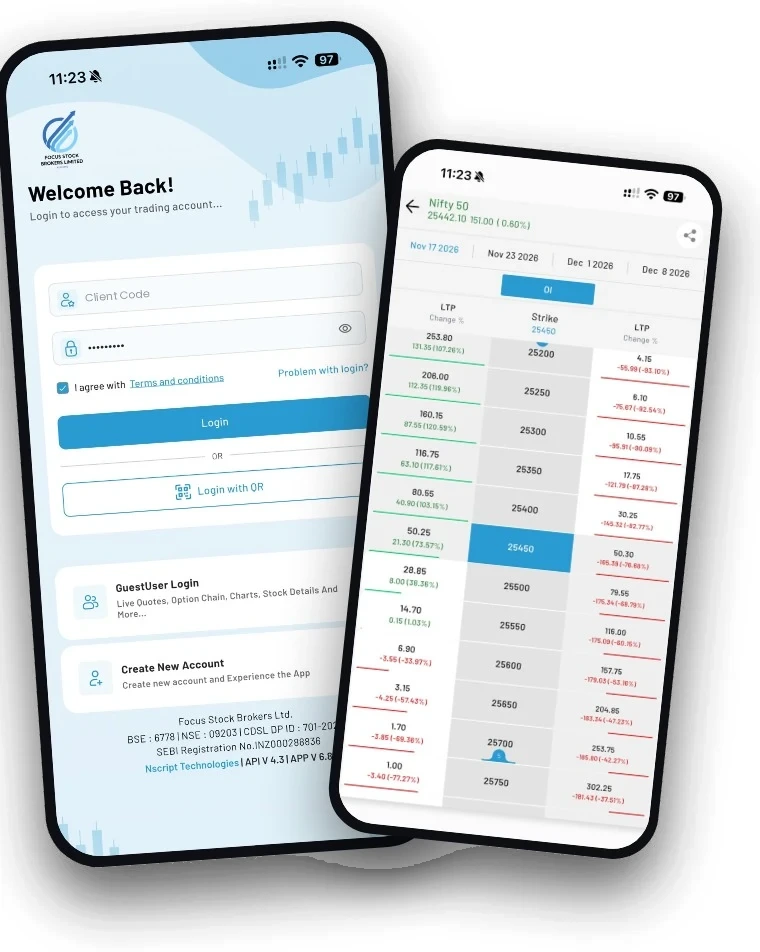 11:23
97
FOCUS STOCK
BROKERS LIMITED
Welcome Back!
Login to access your trading account...
Client Code
•••••••••
I agree with Terms and conditions
Problem with login?
Login
OR
Login with QR
GuestUser Login
Live Quotes, Option Chain, Charts, Stock Details And
More...
Create New Account
Create new account and Experience the App
Focus Stock Brokers Ltd.
BSE : 6778 | NSE : 09203 | CDSL DP ID : 701-202
SEBI Registration No.INZ000288836
Nscript Technologies | API V 4.3 | APP V 6.8
11:23
97
Nifty 50
25442.10 151.00 ( 0.60%)
Nov 17 2026 Nov 23 2026 Dec 1 2026 Dec 8 2026
OI
LTP Strike LTP
Change % 25450 Change %
253.80 25200 4.15
131.35 (107.26%) -55.99 (-93.10%)
206.00 25250 6.10
112.35 (119.96%) -75.67 (-92.54%)
160.15 25300 10.55
87.55 (120.59%) -95.91 (-90.09%)
116.75 25350 17.75
63.10 (117.61%) -121.79 (-87.28%)
80.55 25400 30.25
40.90 (103.15%) -145.32 (-82.77%)
50.25 25450 50.30
21.30 (73.57%) -165.38 (-76.68%)
28.85 25500 79.55
8.00 (38.36%) -175.34 (-68.79%)
14.70 25550 116.00
0.15 (1.03%) -175.09 (-60.15%)
6.90 25600 157.75
-3.55 (-33.97%) -179.03 (-53.16%)
3.15 25650 204.85
-4.25 (-57.43%) -183.34 (-47.23%)
1.70 25700 253.75
-3.85 (-69.36%) -185.80 (-42.27%)
1.00 25750 302.25
-3.40 (-77.27%) -181.43 (-37.51%)